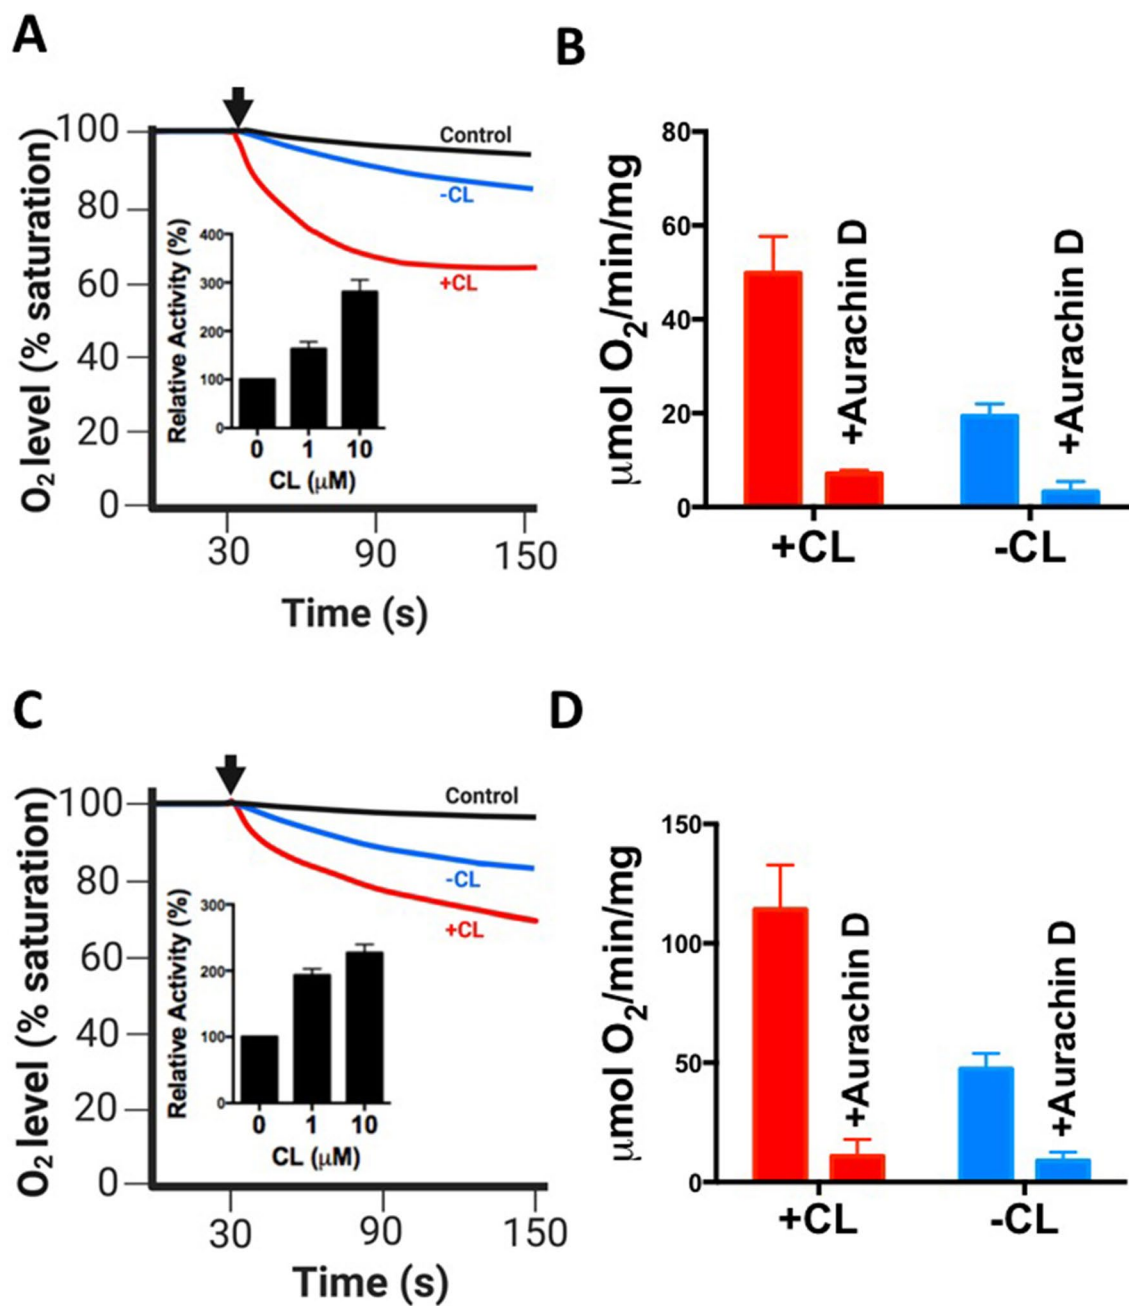 A
O2 level (% saturation)
100
80
60
40
20
0
Control
-CL
+CL
Relative Activity (%)
400
300
200
100
0
0 1 10
CL (μM)
30 90 150
Time (s)
B
μmol O2/min/mg
80
60
40
20
0
+Aurachin D
+Aurachin D
+CL -CL
C
O2 level (% saturation)
100
80
60
40
20
0
Control
-CL
+CL
Relative Activity (%)
300
200
100
0
0 1 10
CL (μM)
30 90 150
Time (s)
D
μmol O2/min/mg
150
100
50
0
+Aurachin D
+Aurachin D
+CL -CL